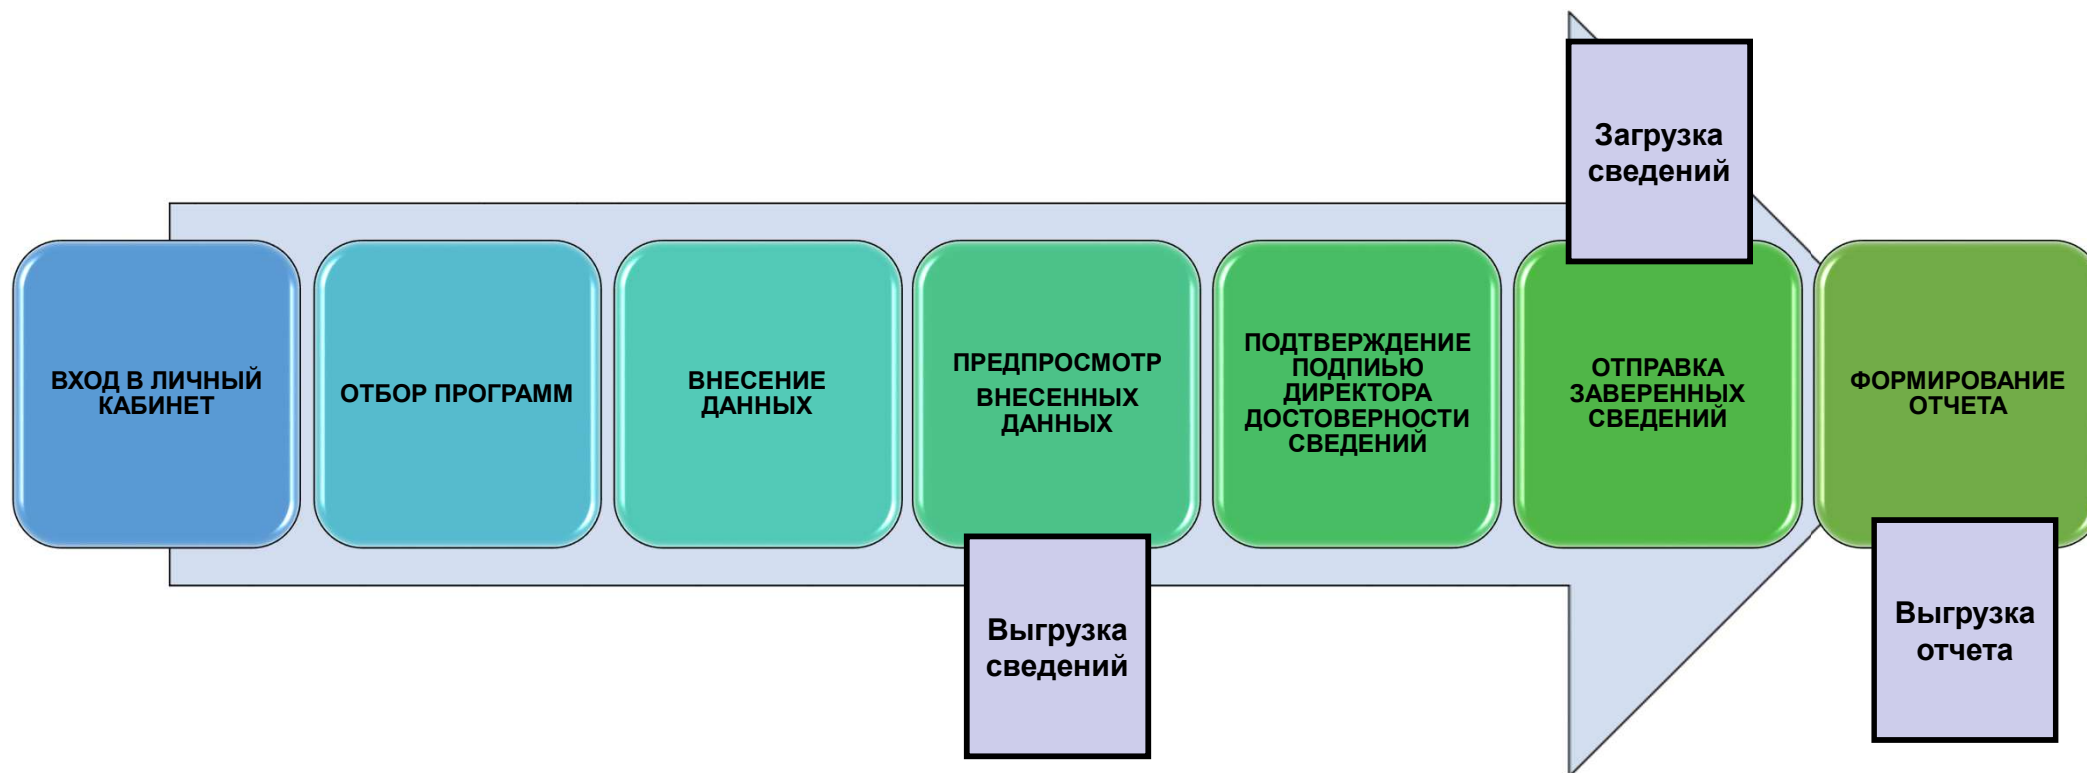 Загрузка
сведений
ВХОД В ЛИЧНЫЙ
КАБИНЕТ
ОТБОР ПРОГРАММ
ВНЕСЕНИЕ
ДАННЫХ
ПРЕДПРОСМОТР
ВНЕСЕННЫХ
ДАННЫХ
ПОДТВЕРЖДЕНИЕ
ПОДПИЬЮ
ДИРЕКТОРА
ДОСТОВЕРНОСТИ
СВЕДЕНИЙ
ОТПРАВКА
ЗАВЕРЕННЫХ
СВЕДЕНИЙ
ФОРМИРОВАНИЕ
ОТЧЕТА
Выгрузка
сведений
Выгрузка
отчета